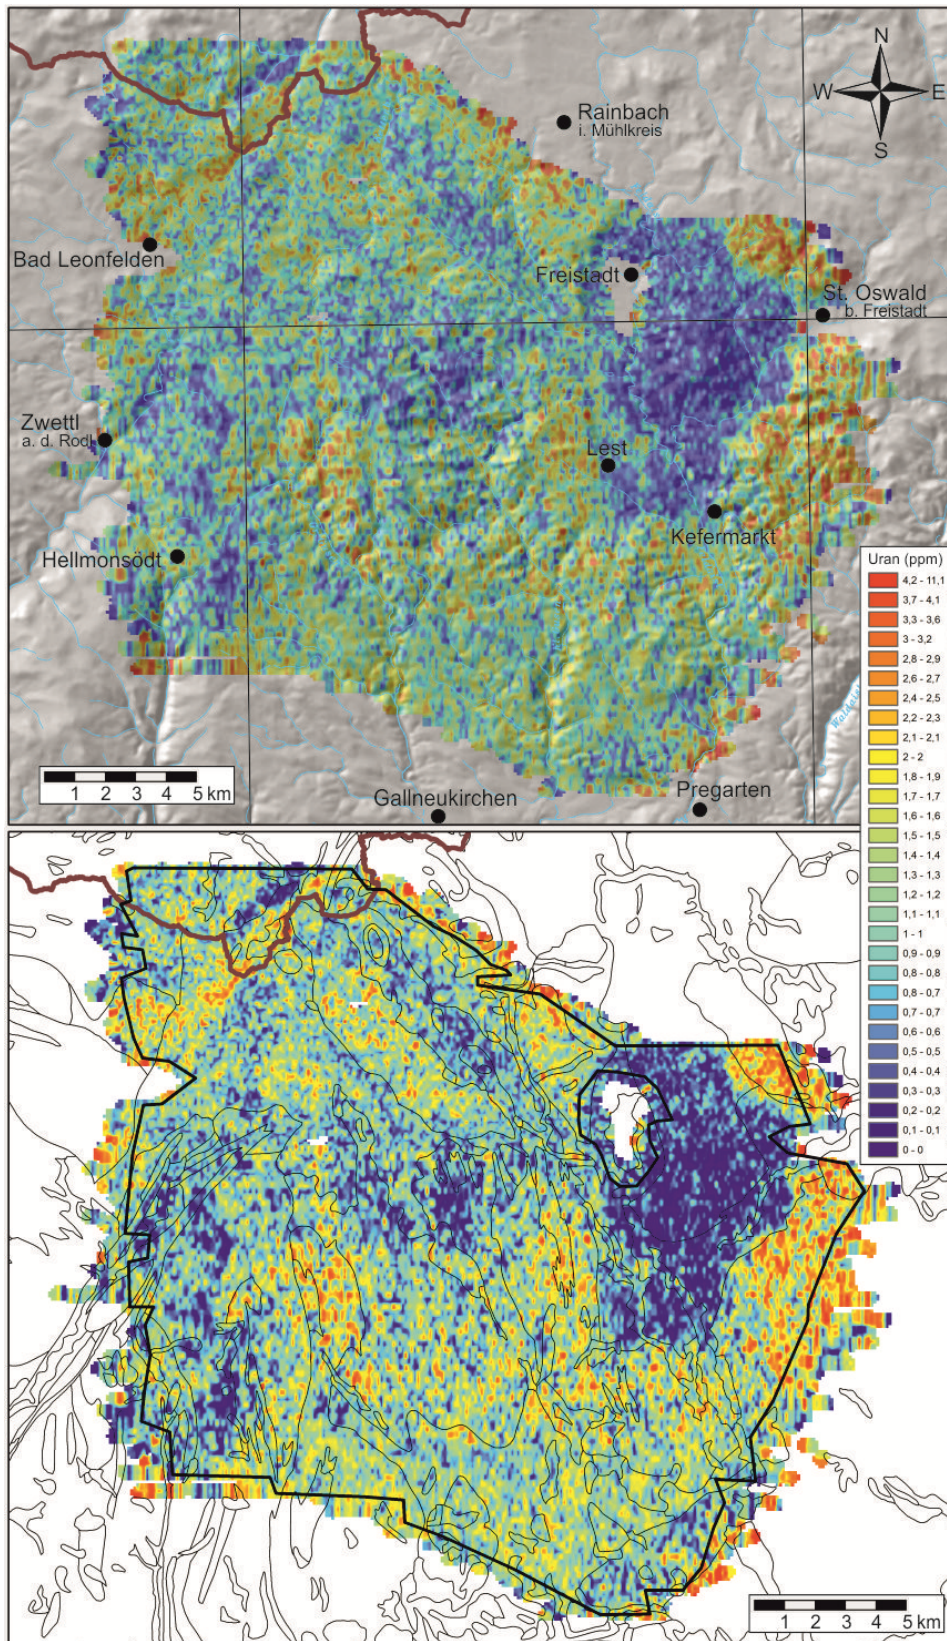 N
W
E
S
Rainbach
i. Mühlkreis
Bad Leonfelden
Freistadt
St. Oswald
b. Freistadt
Zwettl
a. d. Rodl
Lest
Kefermarkt
Hellmonsödt
1 2 3 4 5 km
Gallneukirchen
Pregarten
Uran (ppm)
4,2 - 11,1
3,7 - 4,1
3,3 - 3,6
3 - 3,2
2,8 - 2,9
2,6 - 2,7
2,4 - 2,5
2,2 - 2,3
2,1 - 2,1
2 - 2
1,8 - 1,9
1,7 - 1,7
1,6 - 1,6
1,5 - 1,5
1,4 - 1,4
1,3 - 1,3
1,2 - 1,2
1,1 - 1,1
1 - 1
0,9 - 0,9
0,8 - 0,8
0,8 - 0,7
0,7 - 0,7
0,6 - 0,6
0,5 - 0,5
0,4 - 0,4
0,3 - 0,3
0,2 - 0,2
0,1 - 0,1
0 - 0
1 2 3 4 5 km